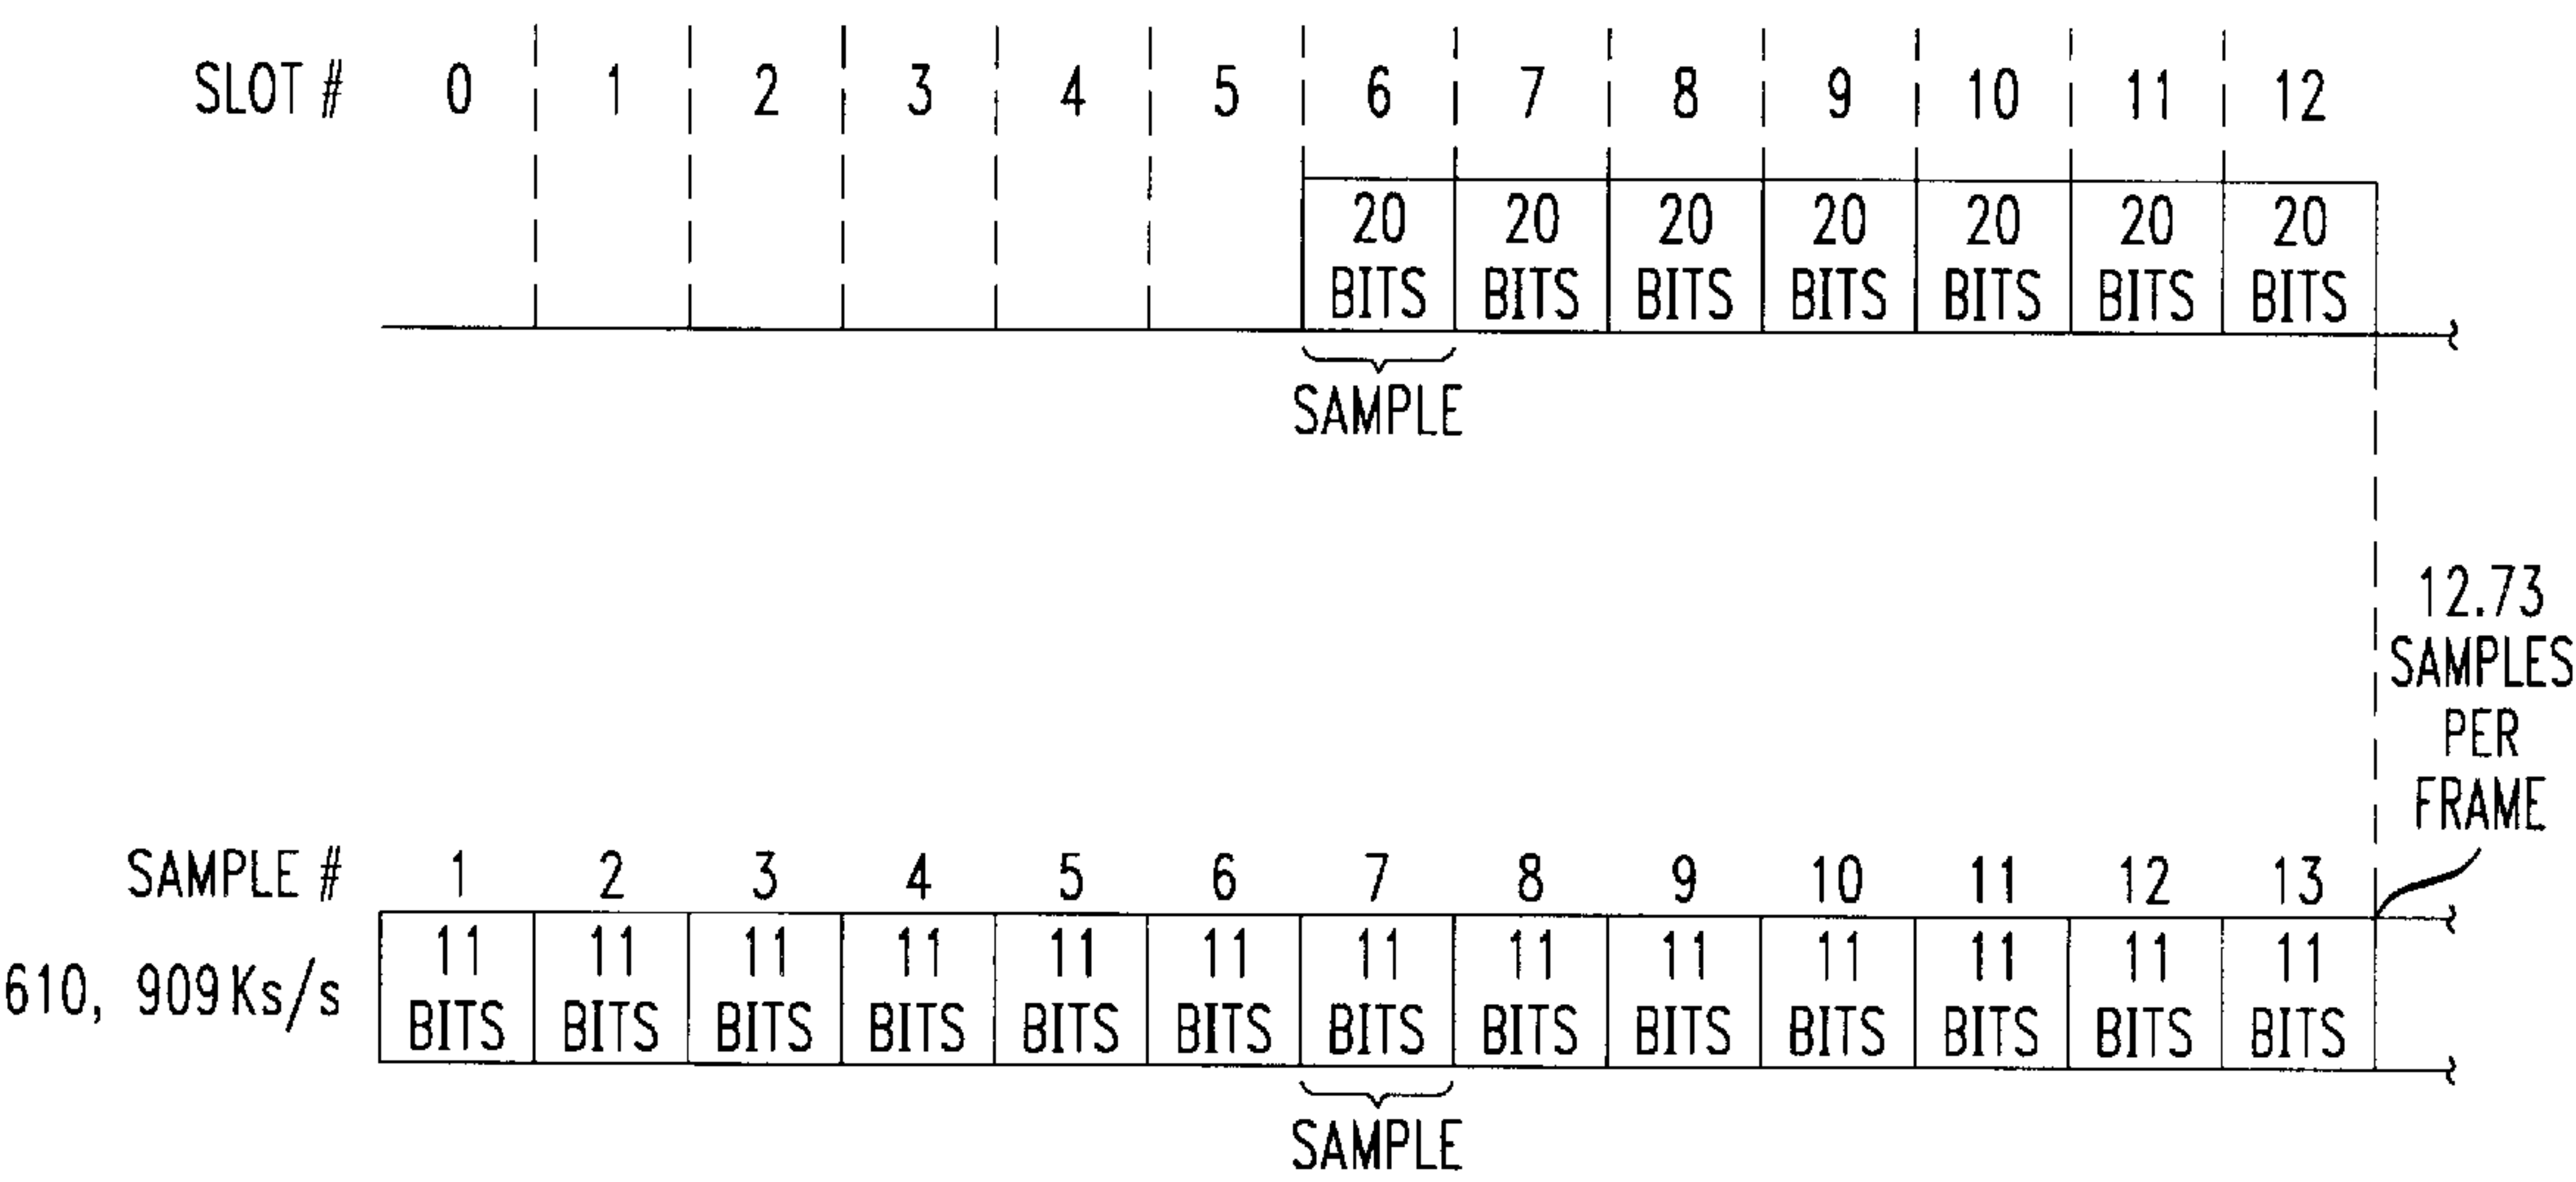 SLOT # 0 1 2 3 4 5 6 7 8 9 10 11 12
20 20 20 20 20 20 20
BITS BITS BITS BITS BITS BITS BITS
SAMPLE
12.73
SAMPLES
PER
FRAME
SAMPLE # 1 2 3 4 5 6 7 8 9 10 11 12 13
11 11 11 11 11 11 11 11 11 11 11 11 11
610, 909Ks/s BITS BITS BITS BITS BITS BITS BITS BITS BITS BITS BITS BITS BITS
SAMPLE